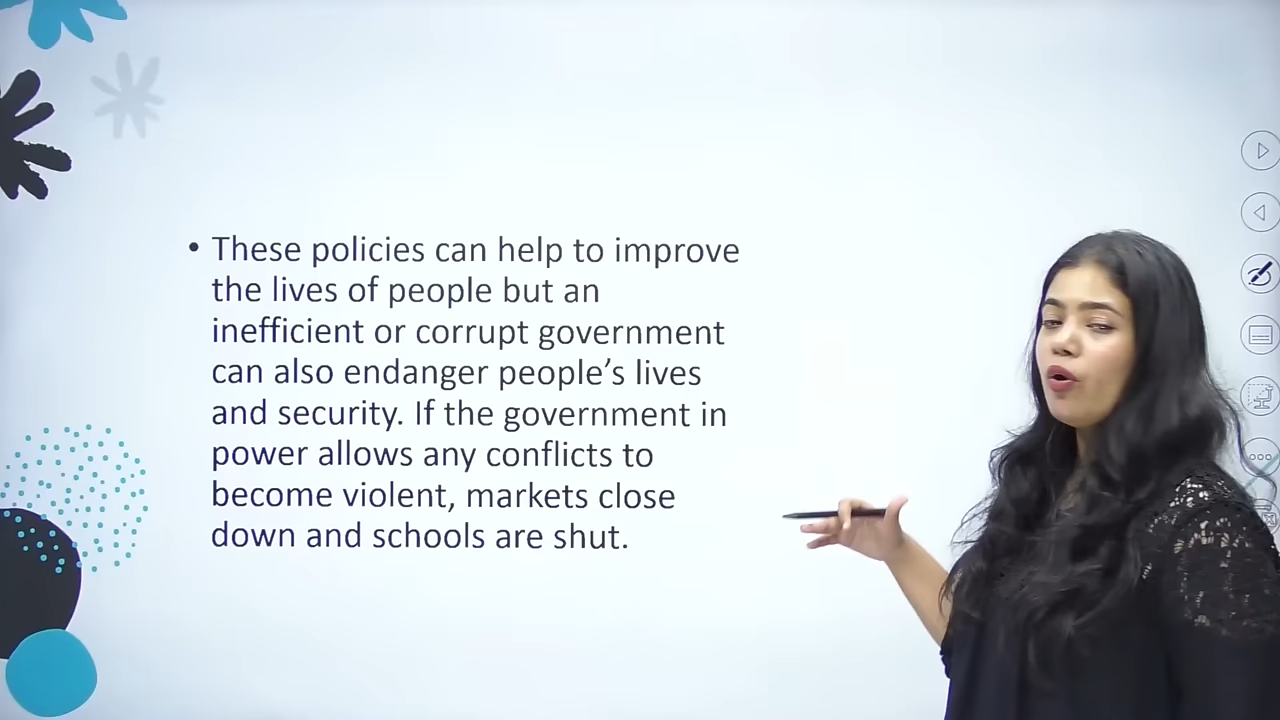 • These policies can help to improve
the lives of people but an
inefficient or corrupt government
can also endanger people’s lives
and security. If the government in
power allows any conflicts to
become violent, markets close
down and schools are shut.